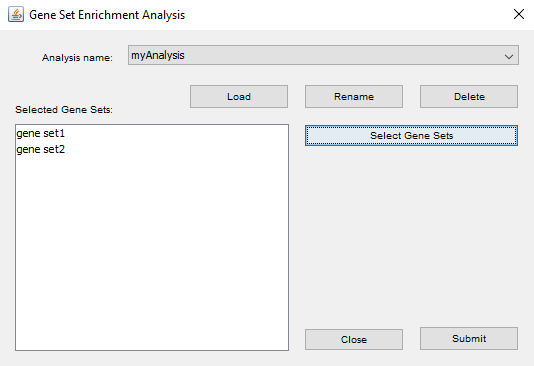 Gene Set Enrichment Analysis
Analysis name:
myAnalysis
Load
Rename
Delete
Selected Gene Sets:
Select Gene Sets
gene set1
gene set2
Close
Submit